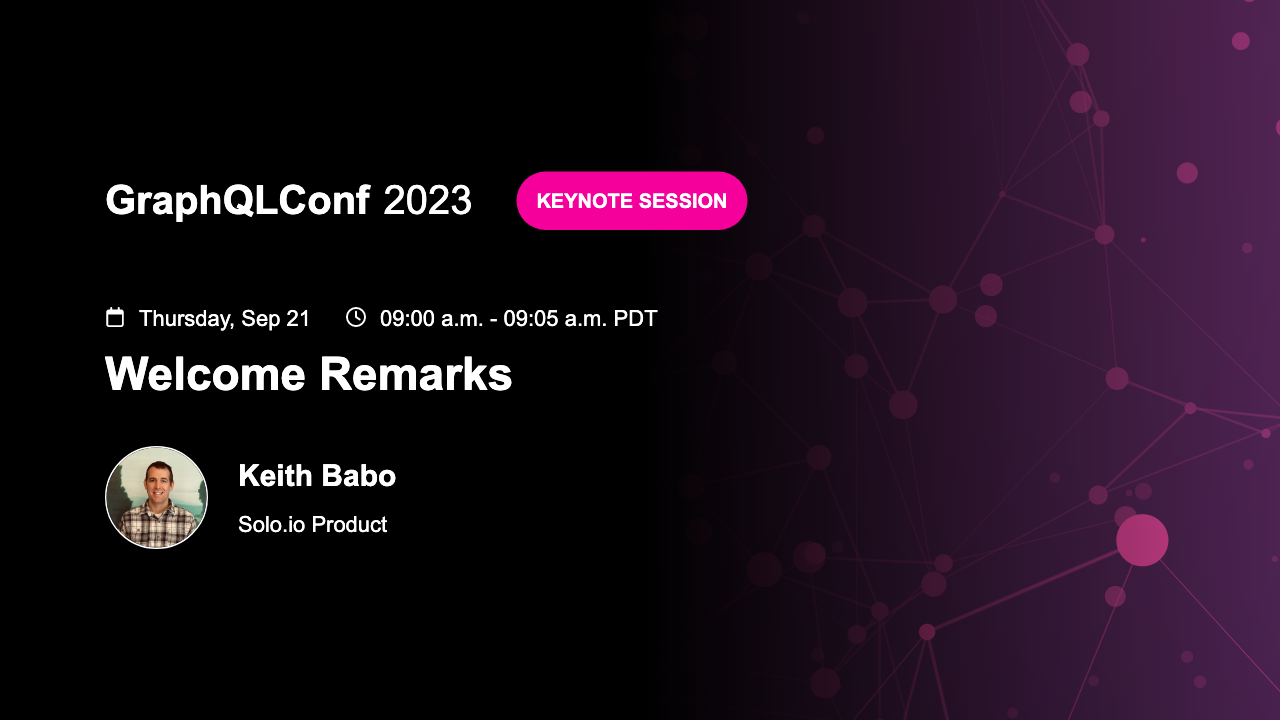 GraphQLConf 2023
KEYNOTE SESSION
Thursday, Sep 21
09:00 a.m. - 09:05 a.m. PDT
Welcome Remarks
Keith Babo
Solo.io Product